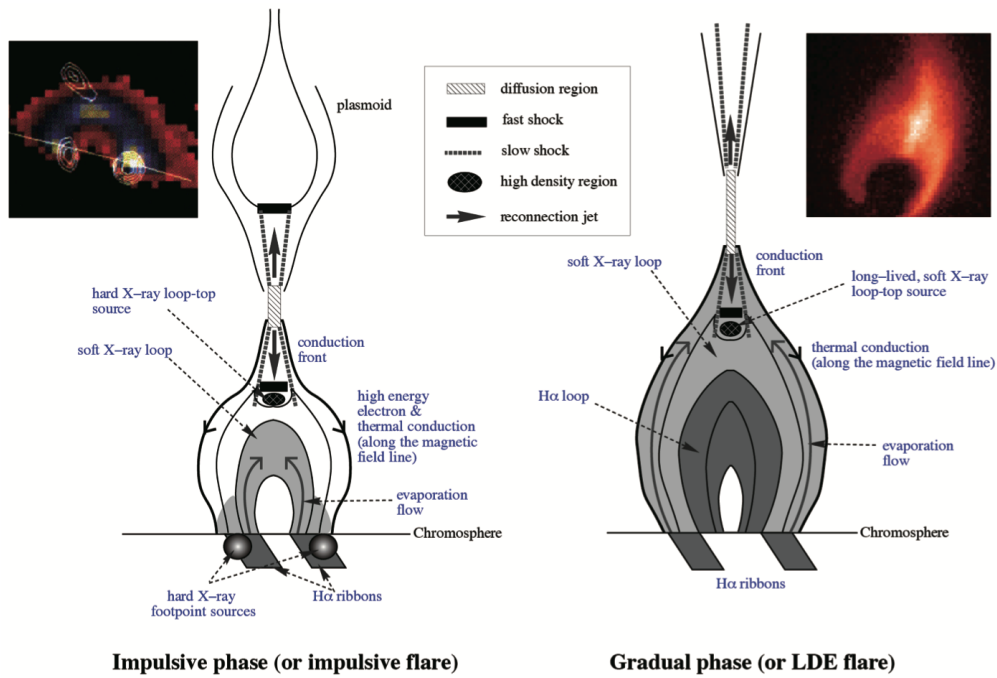 plasmoid
hard X–ray loop-top
source
soft X–ray loop
conduction
front
high energy
electron &
thermal conduction
(along the magnetic
field line)
evaporation
flow
Chromosphere
hard X–ray
footpoint sources
Hα ribbons
Impulsive phase (or impulsive flare)
diffusion region
fast shock
slow shock
high density region
reconnection jet
soft X–ray loop
conduction
front
long–lived, soft X–ray
loop-top source
thermal conduction
(along the magnetic field line)
Hα loop
evaporation
flow
Chromosphere
Hα ribbons
Gradual phase (or LDE flare)